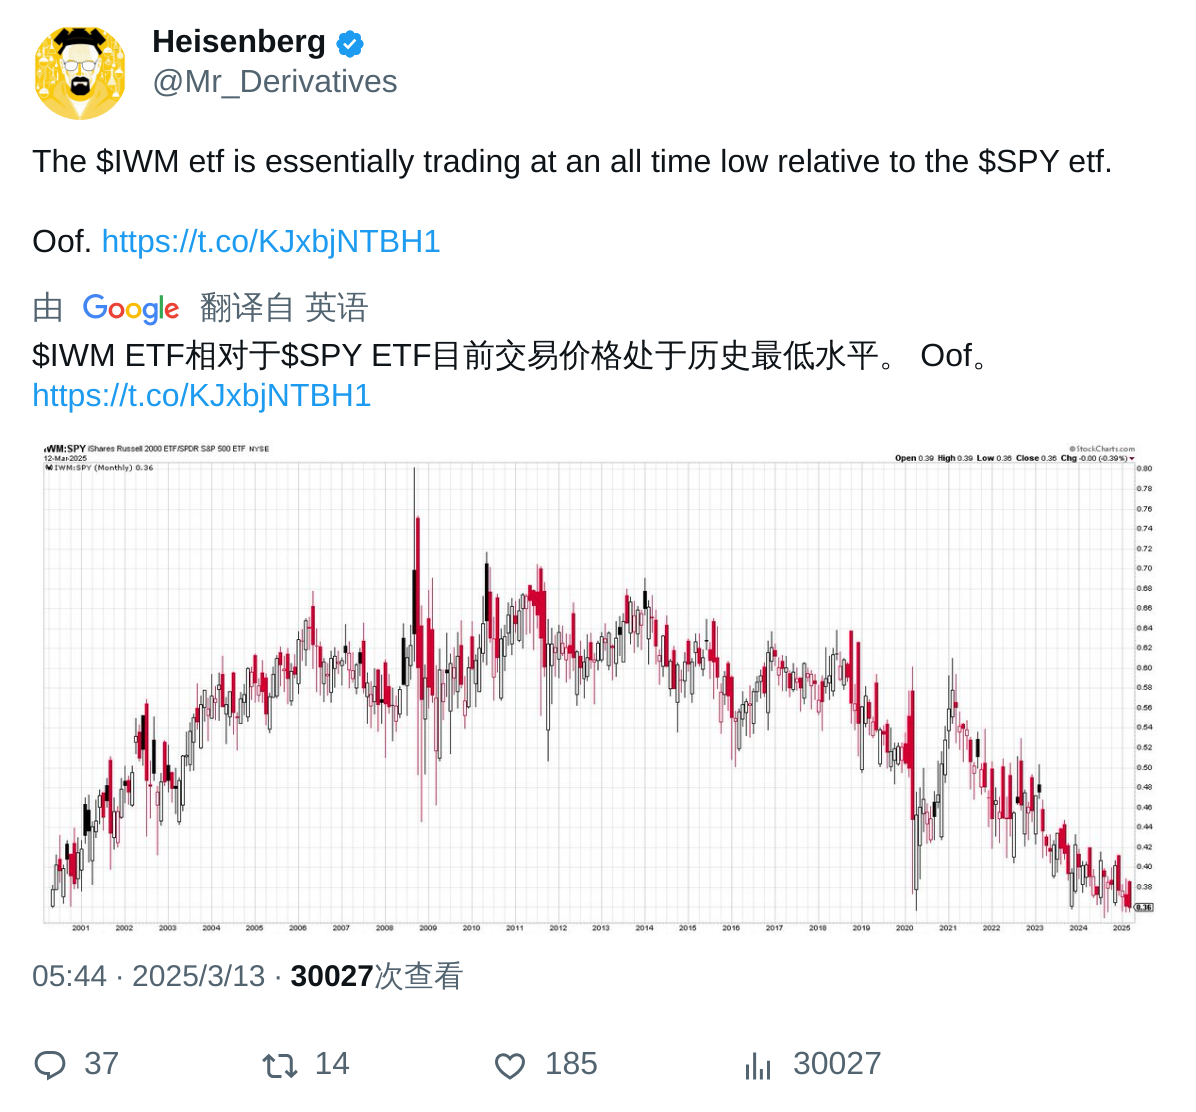 Heisenberg
@Mr_Derivatives
The $IWM etf is essentially trading at an all time low relative to the $SPY etf.
Oof. https://t.co/KJxbjNTBH1
由 Google 翻译自 英语
$IWM ETF相对于$SPY ETF目前交易价格处于历史最低水平。 Oof。
https://t.co/KJxbjNTBH1
IWM:SPY iShares Russell 2000 ETF/SPDR S&P 500 ETF NYSE
© StockCharts.com
12-Mar-2025
Open 0.39 High 0.39 Low 0.36 Close 0.36 Chg -0.00 (-0.39%)
IWM:SPY (Monthly) 0.36
0.80
0.78
0.76
0.74
0.72
0.70
0.68
0.66
0.64
0.62
0.60
0.58
0.56
0.54
0.52
0.50
0.48
0.46
0.44
0.42
0.40
0.38
0.36
2001 2002 2003 2004 2005 2006 2007 2008 2009 2010 2011 2012 2013 2014 2015 2016 2017 2018 2019 2020 2021 2022 2023 2024 2025
05:44 · 2025/3/13 · 30027次查看
37 14 185 30027